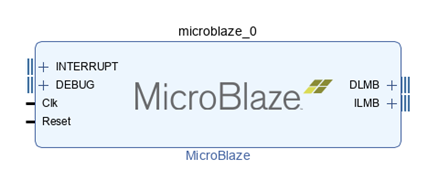 microblaze_0
INTERRUPT
DEBUG
Clk
Reset
MicroBlaze
DLMB
ILMB
MicroBlaze